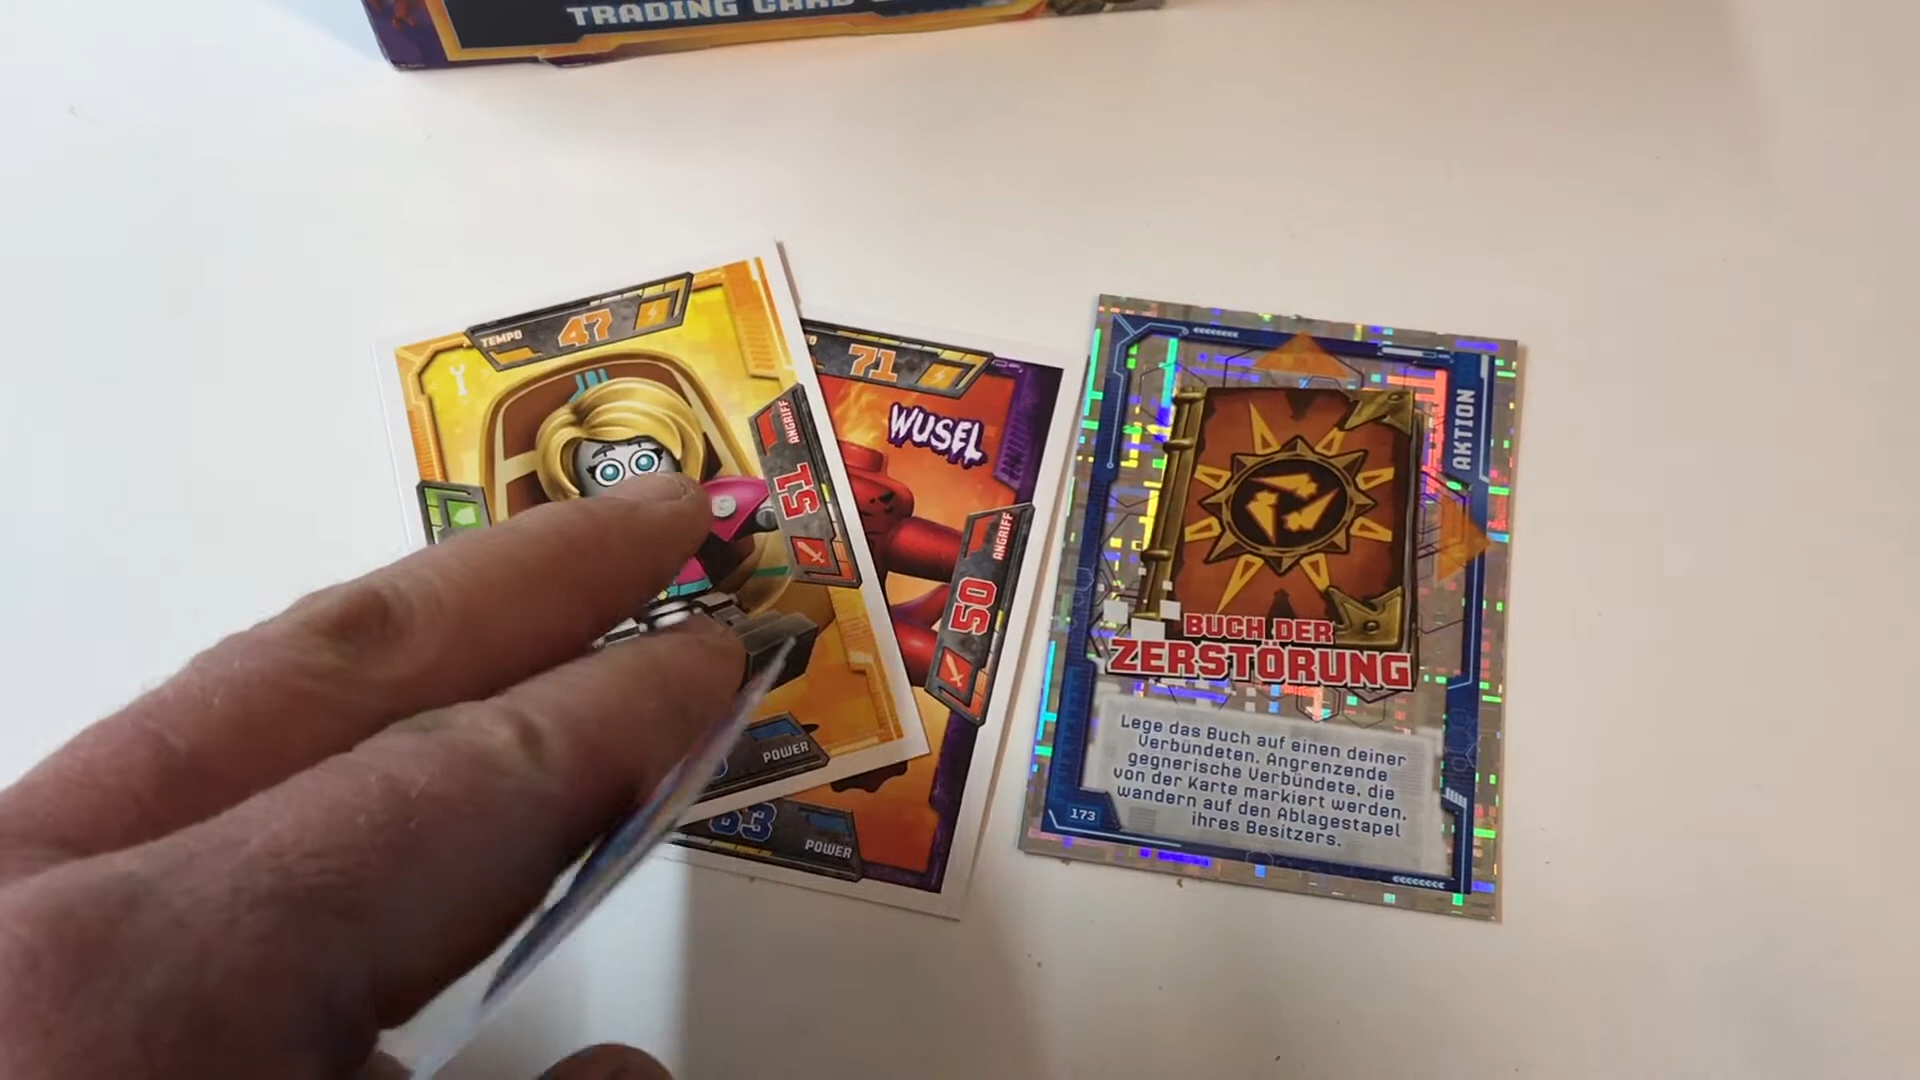 TRADING CARD
TEMPO
47
ANGRIFF
51
POWER
71
WUSEL
ANGRIFF
50
63
POWER
AKTION
BUCH DER
ZERSTÖRUNG
Lege das Buch auf einen deiner
Verbündeten. Angrenzende
gegnerische Verbündete, die
von der Karte markiert werden,
wandern auf den Ablagestapel
ihres Besitzers.
173